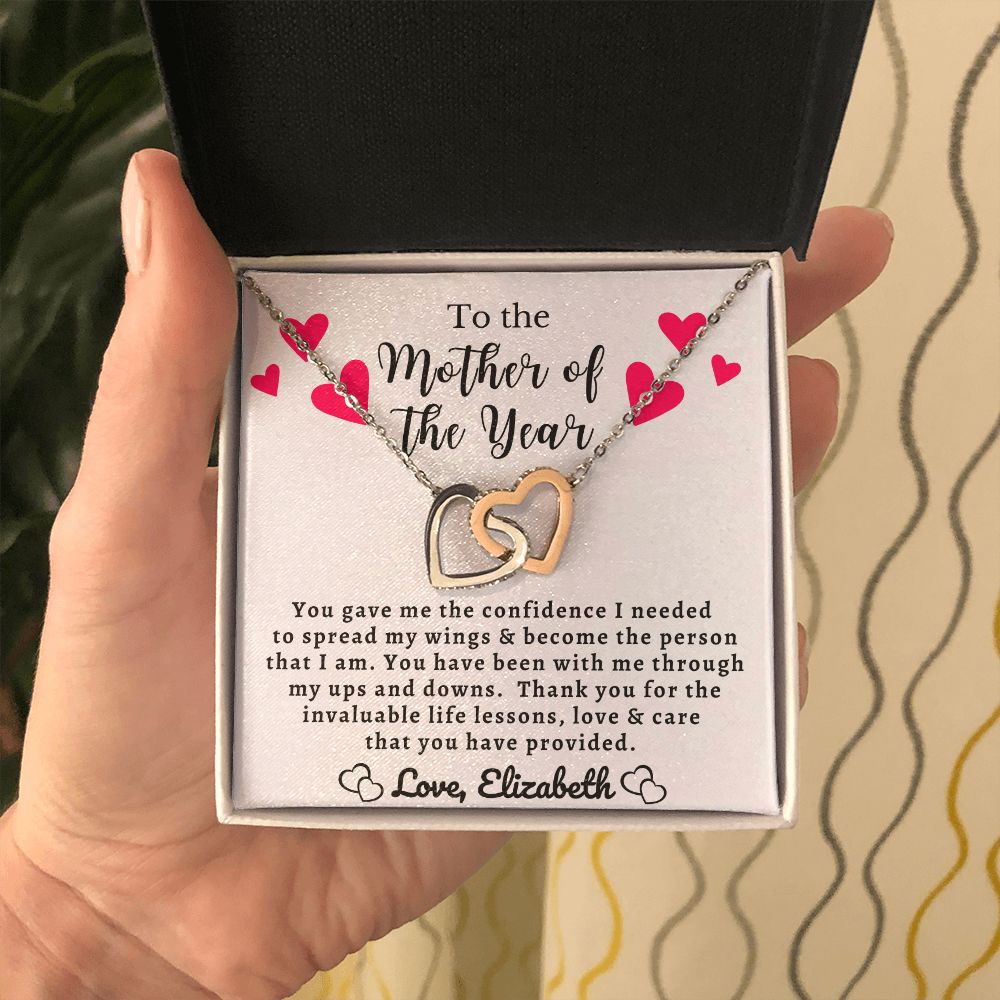 To the
Mother of
the Year
You gave me the confidence I needed
to spread my wings & become the person
that I am. You have been with me through
my ups and downs.  Thank you for the
invaluable life lessons, love & care
that you have provided.
Love, Elizabeth